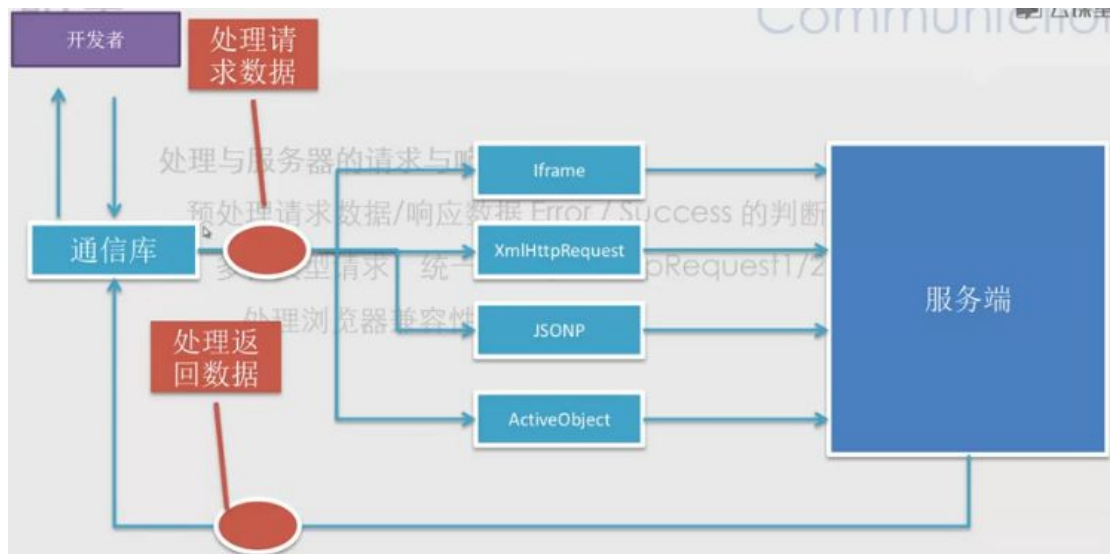 Communiction
开发者
处理请
求数据
处理与服务器的请求与响
Iframe
预处理请求数据/响应数据 Error / Success 的判断
通信库
XmlHttpRequest
型请求 统一
pRequest1/2
服务端
处理浏览器兼容性
JSONP
处理返
回数据
ActiveObject